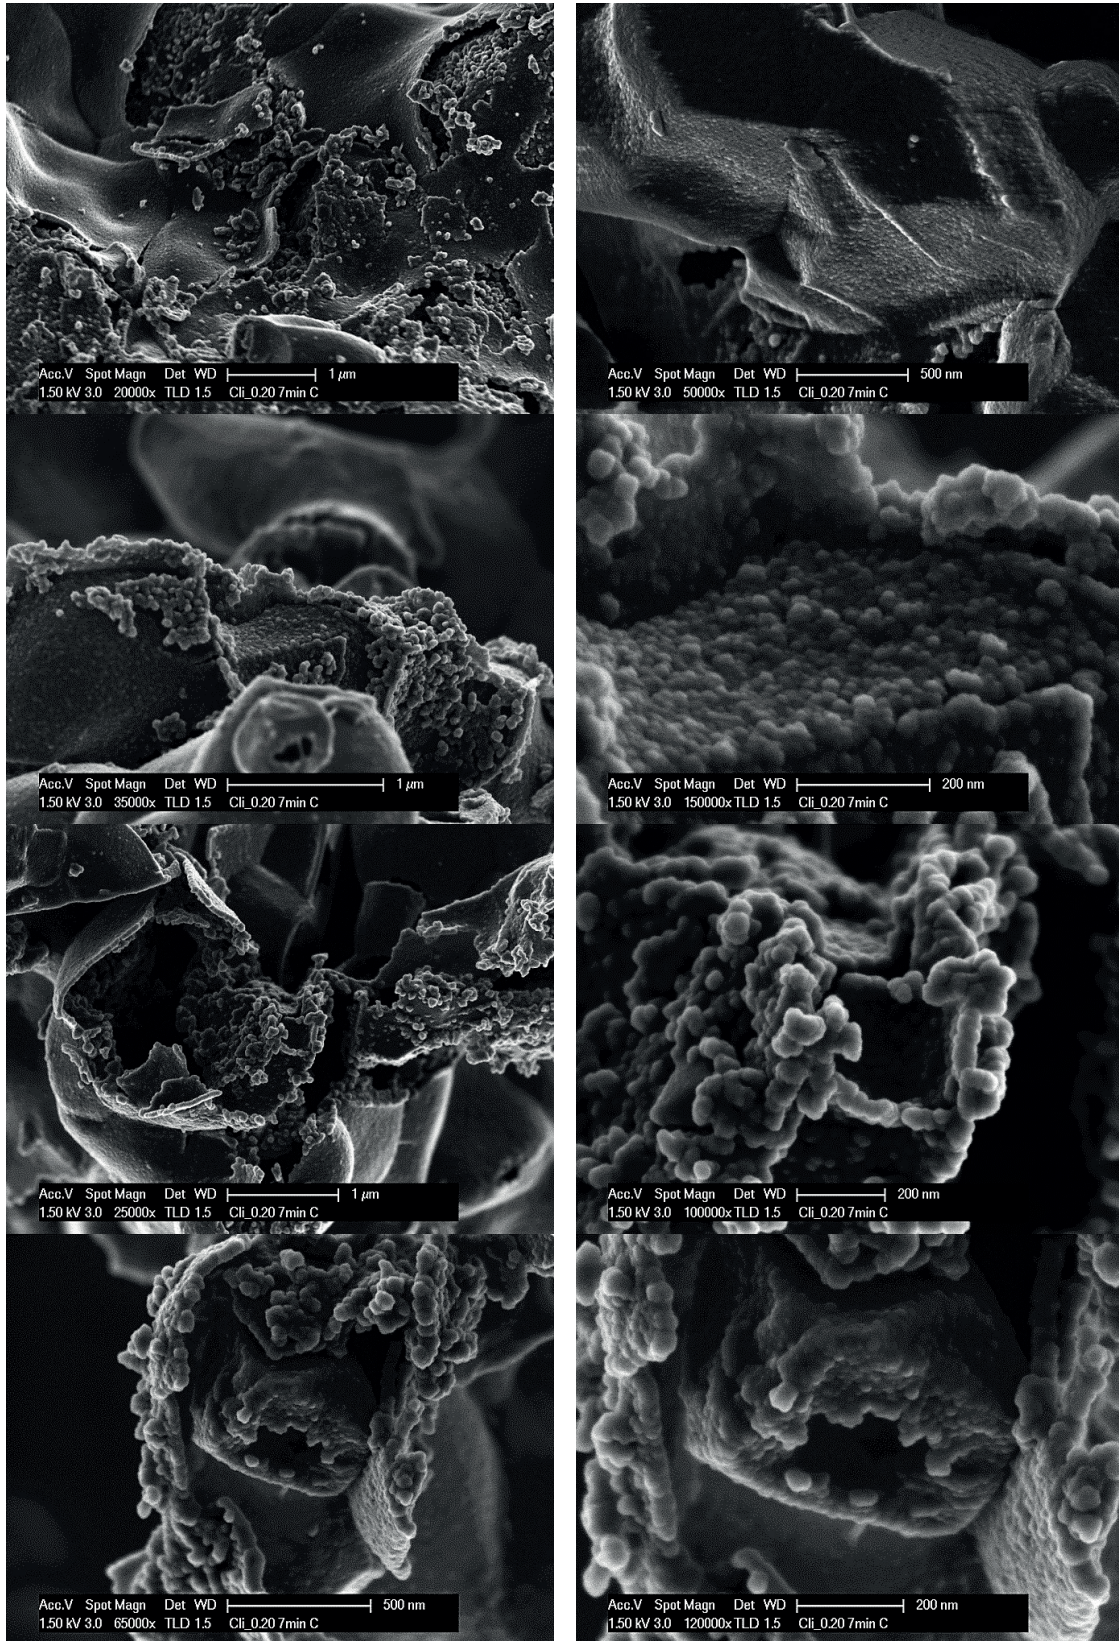 Acc.V Spot Magn Det WD 1 µm
1.50 kV 3.0 20000x TLD 1.5 Cli_0.20 7min C
Acc.V Spot Magn Det WD 500 nm
1.50 kV 3.0 50000x TLD 1.5 Cli_0.20 7min C
Acc.V Spot Magn Det WD 1 µm
1.50 kV 3.0 35000x TLD 1.5 Cli_0.20 7min C
Acc.V Spot Magn Det WD 200 nm
1.50 kV 3.0 150000x TLD 1.5 Cli_0.20 7min C
Acc.V Spot Magn Det WD 1 µm
1.50 kV 3.0 25000x TLD 1.5 Cli_0.20 7min C
Acc.V Spot Magn Det WD 200 nm
1.50 kV 3.0 100000x TLD 1.5 Cli_0.20 7min C
Acc.V Spot Magn Det WD 500 nm
1.50 kV 3.0 65000x TLD 1.5 Cli_0.20 7min C
Acc.V Spot Magn Det WD 200 nm
1.50 kV 3.0 120000x TLD 1.5 Cli_0.20 7min C